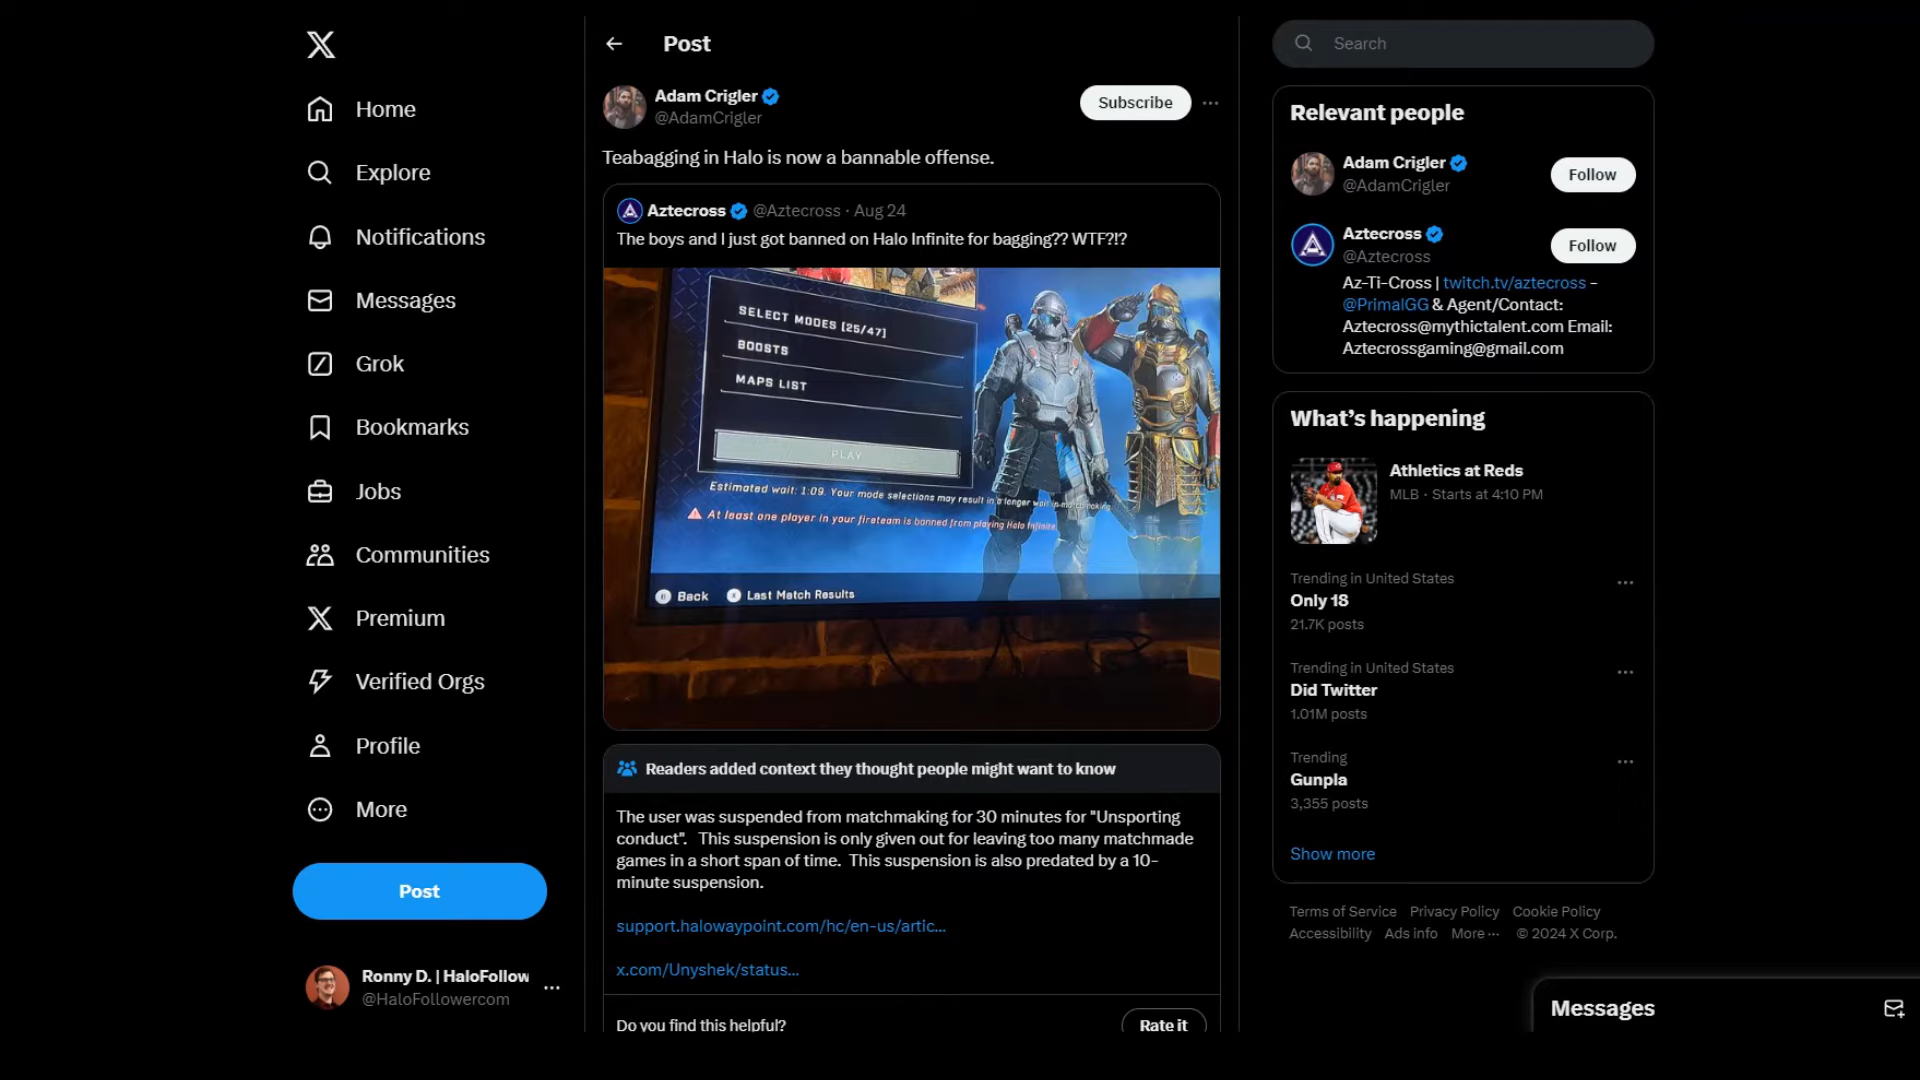 Home
Explore
Notifications
Messages
Grok
Bookmarks
Jobs
Communities
Premium
Verified Orgs
Profile
More
Post
Ronny D. | HaloFollow
@HaloFollowercom
Post
Adam Crigler
@AdamCrigler
Subscribe
Teabagging in Halo is now a bannable offense.
Aztecross @Aztecross · Aug 24
The boys and I just got banned on Halo Infinite for bagging?? WTF?!?
SELECT MODES [25/47]
BOOSTS
MAPS LIST
PLAY
Estimated wait: 1:09. Your mode selections may result in a longer wait in matchmaking.
At least one player in your fireteam is banned from playing Halo Infinite.
Back Last Match Results
Readers added context they thought people might want to know
The user was suspended from matchmaking for 30 minutes for "Unsporting
conduct". This suspension is only given out for leaving too many matchmade
games in a short span of time. This suspension is also predated by a 10-
minute suspension.
support.halowaypoint.com/hc/en-us/artic...
x.com/Unyshek/status...
Do you find this helpful?
Rate it
Search
Relevant people
Adam Crigler
@AdamCrigler
Follow
Aztecross
@Aztecross
Follow
Az-Ti-Cross | twitch.tv/aztecross -
@PrimalGG & Agent/Contact:
Aztecross@mythictalent.com Email:
Aztecrossgaming@gmail.com
What's happening
Athletics at Reds
MLB · Starts at 4:10 PM
Trending in United States
Only 18
21.7K posts
Trending in United States
Did Twitter
1.01M posts
Trending
Gunpla
3,355 posts
Show more
Terms of Service Privacy Policy Cookie Policy
Accessibility Ads info More ... © 2024 X Corp.
Messages